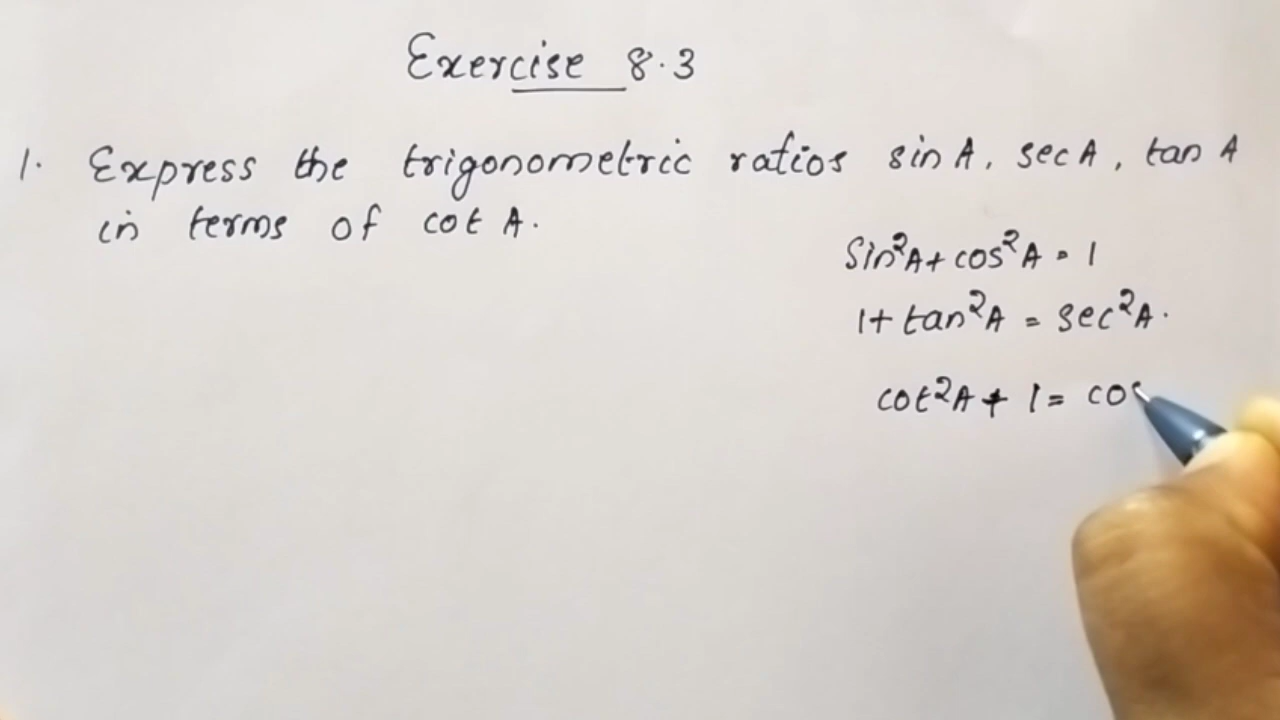 Exercise 8.3
1. Express the trigonometric ratios sin A, sec A, tan A
in terms of cot A.
Sin²A + cos²A = 1
1 + tan²A = sec²A.
cot²A + 1 = cos